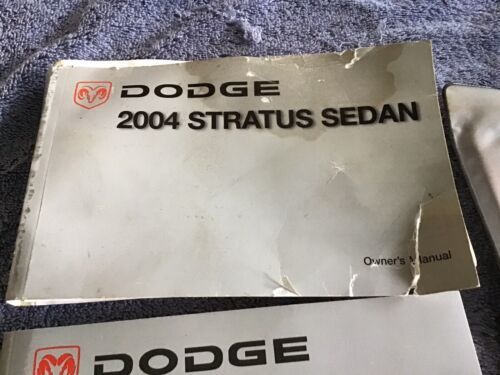 DODGE
2004 STRATUS SEDAN
Owner's Manual
DODGE